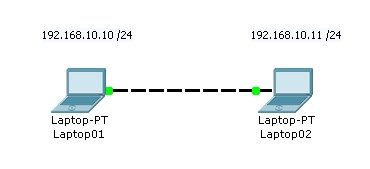 192.168.10.10 /24
192.168.10.11 /24
Laptop-PT
Laptop01
Laptop-PT
Laptop02